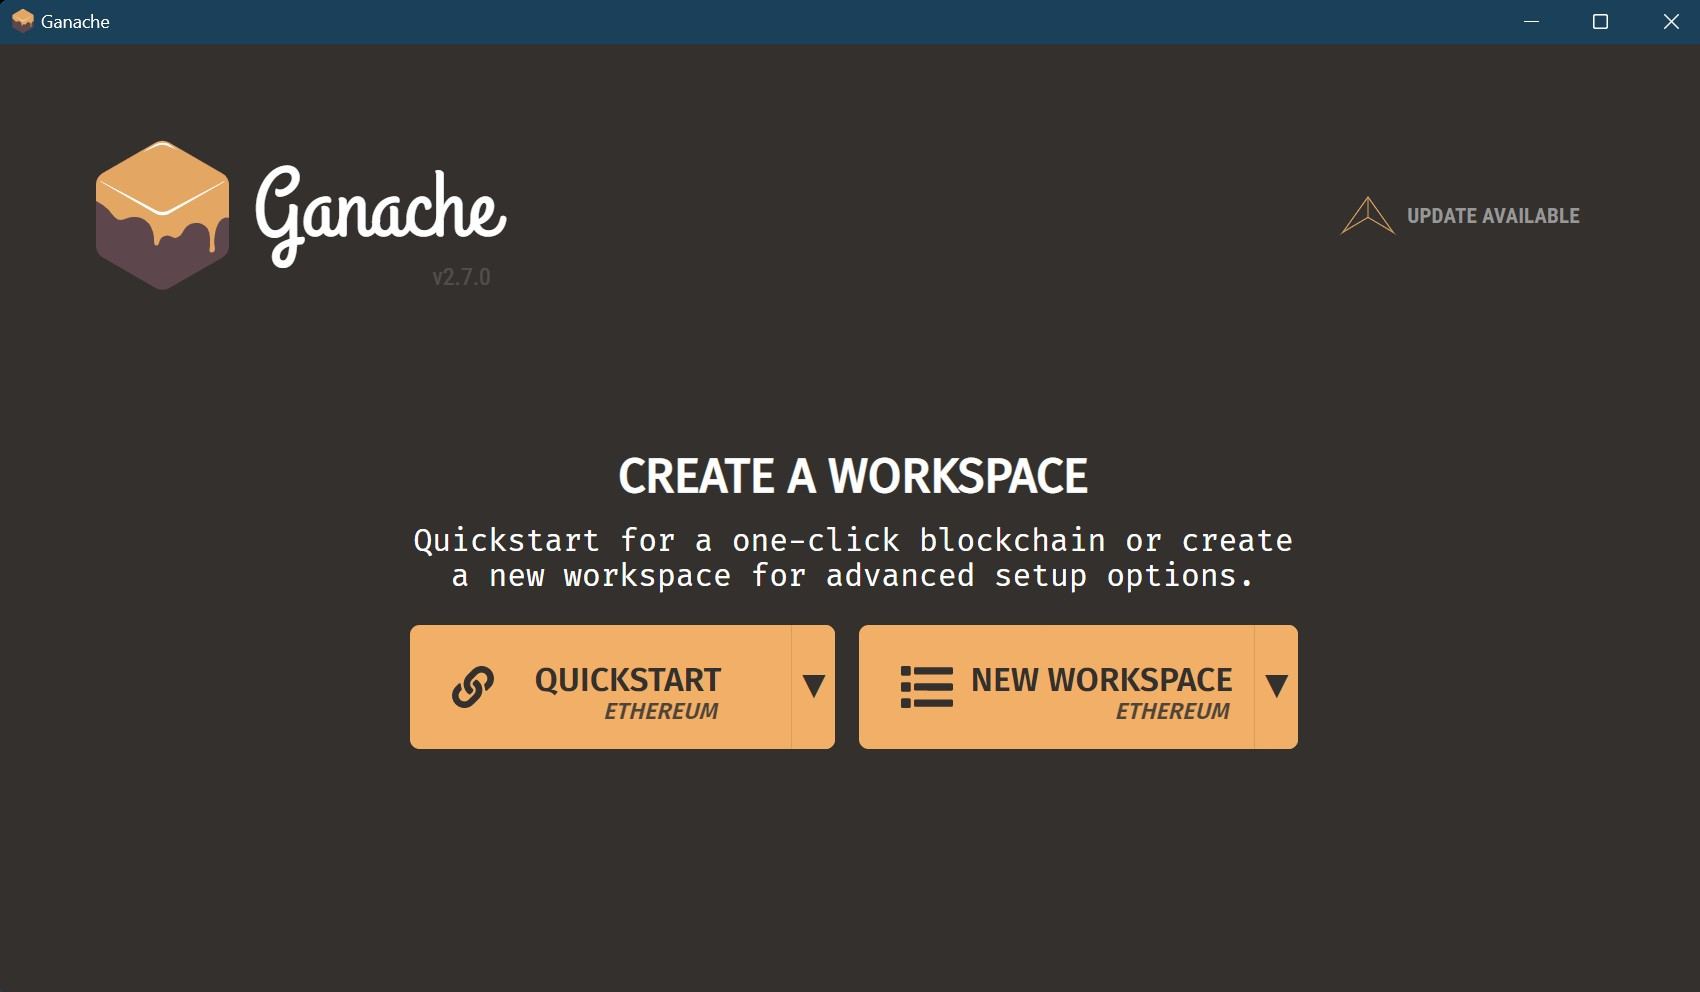 Ganache
Ganache
v2.7.0
UPDATE AVAILABLE
CREATE A WORKSPACE
Quickstart for a one-click blockchain or create
a new workspace for advanced setup options.
QUICKSTART
ETHEREUM
NEW WORKSPACE
ETHEREUM